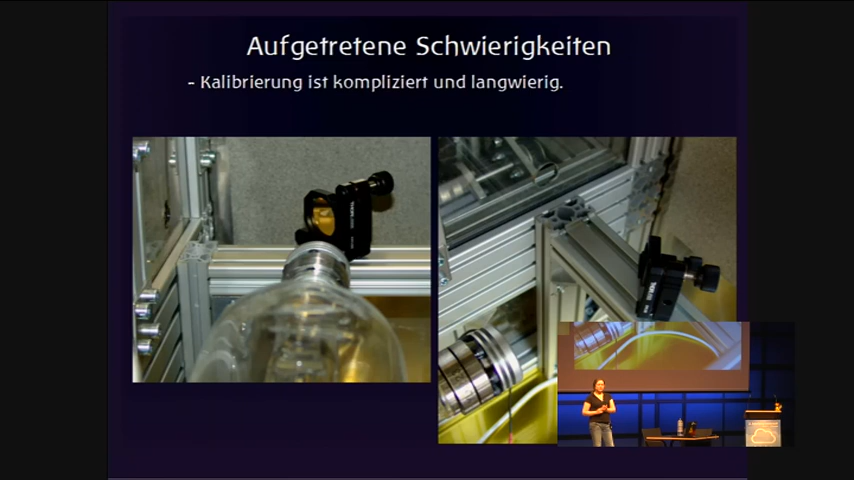 Aufgetretene Schwierigkeiten
- Kalibrierung ist kompliziert und langwierig.